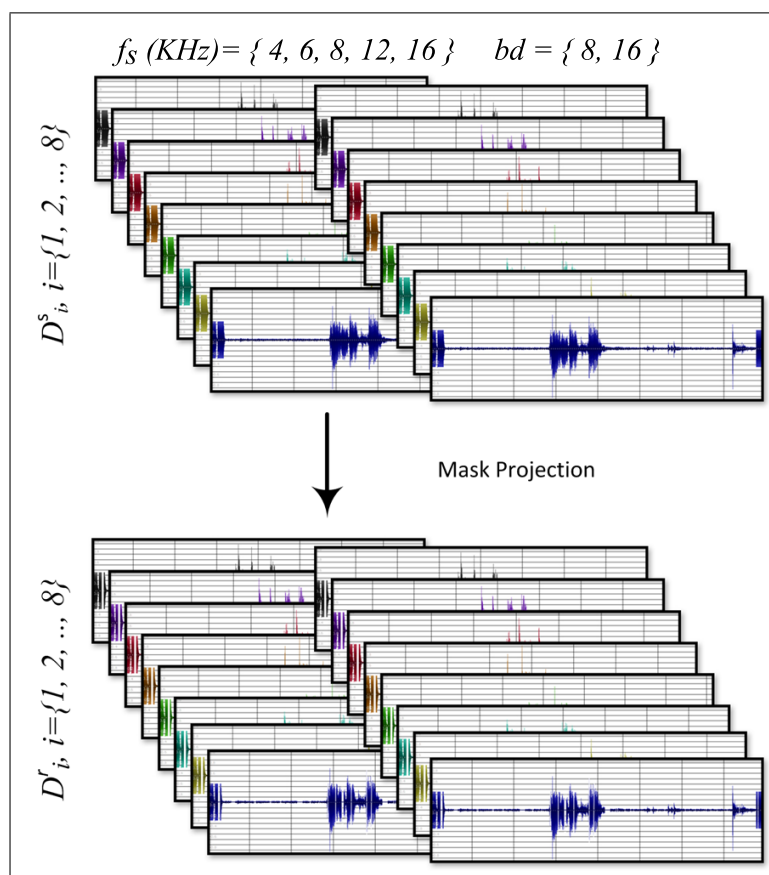 fs (KHz)= { 4, 6, 8, 12, 16 } bd = { 8, 16 }
Dsi, i={1, 2, .., 8}
Mask Projection
Dri, i={1, 2, .., 8}